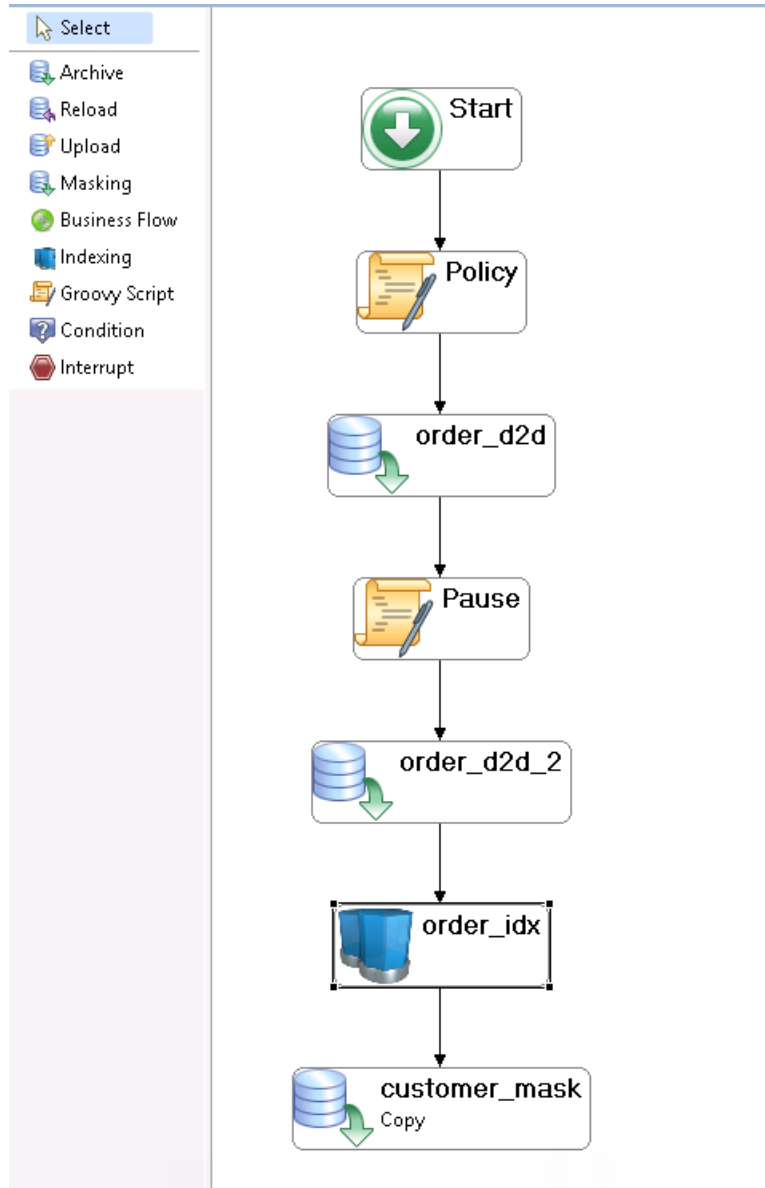 Select
Archive
Reload
Upload
Masking
Business Flow
Indexing
Groovy Script
Condition
Interrupt
Start
Policy
order_d2d
Pause
order_d2d_2
order_idx
customer_mask
Copy